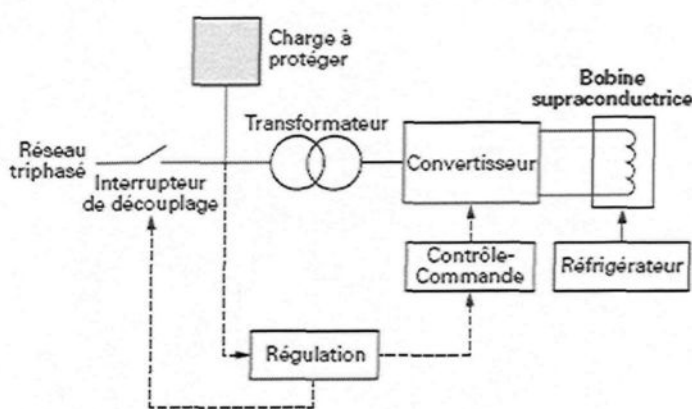 Charge à
protéger
Bobine
supraconductrice
Transformateur
Réseau
triphasé
Interrupteur
de découplage
Convertisseur
Contrôle-
Commande
Réfrigérateur
Régulation